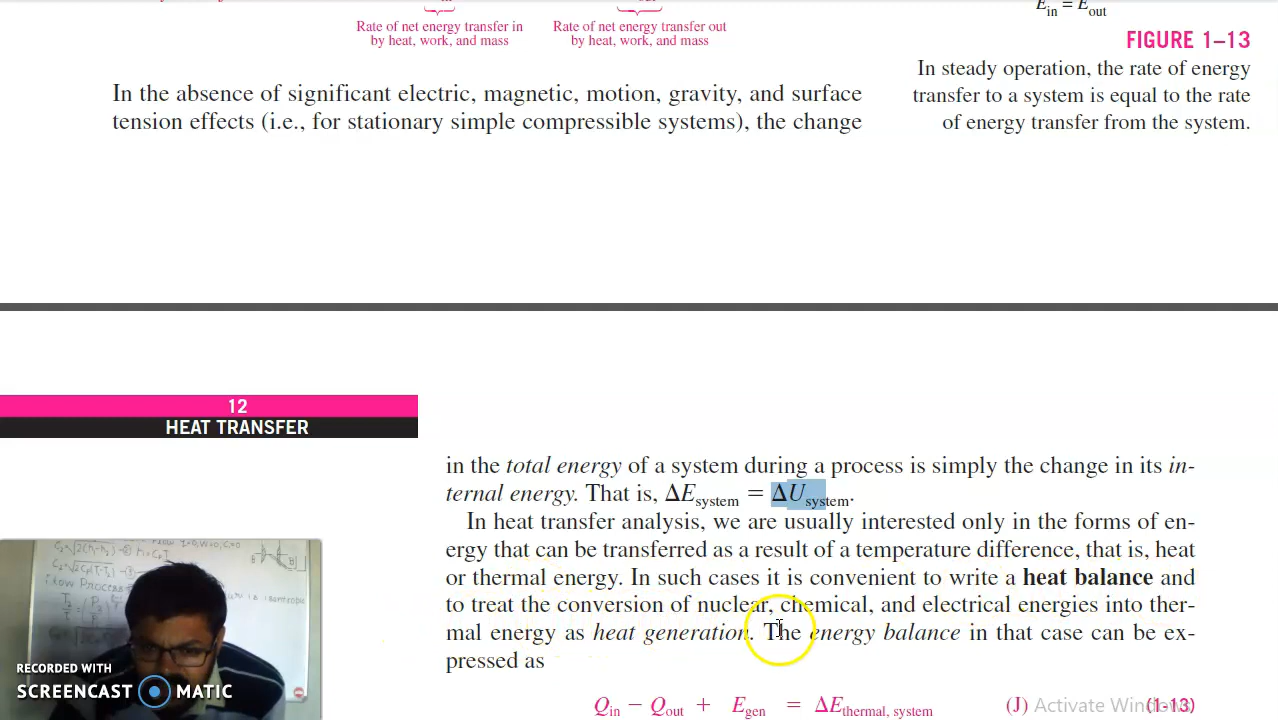 E in = E out
Rate of net energy transfer in
by heat, work, and mass
Rate of net energy transfer out
by heat, work, and mass
FIGURE 1–13
In steady operation, the rate of energy
transfer to a system is equal to the rate
of energy transfer from the system.
In the absence of significant electric, magnetic, motion, gravity, and surface
tension effects (i.e., for stationary simple compressible systems), the change
12
HEAT TRANSFER
in the total energy of a system during a process is simply the change in its in-
ternal energy. That is, ΔEsystem = ΔUsystem.
In heat transfer analysis, we are usually interested only in the forms of en-
ergy that can be transferred as a result of a temperature difference, that is, heat
or thermal energy. In such cases it is convenient to write a heat balance and
to treat the conversion of nuclear, chemical, and electrical energies into ther-
mal energy as heat generation. The energy balance in that case can be ex-
pressed as
Qin − Qout + Egen = ΔEthermal, system (J) (1-13)
Activate Windows
RECORDED WITH
SCREENCAST MATIC